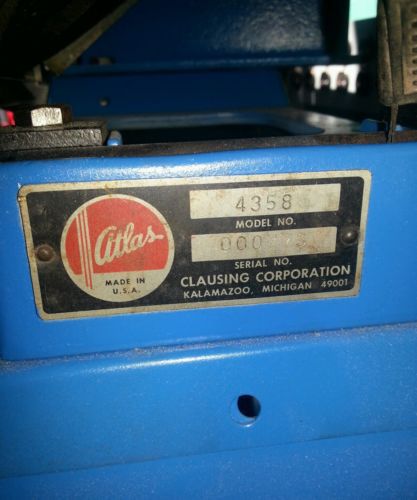 Atlas
MADE IN
U.S.A.
4358
MODEL NO.
SERIAL NO.
CLAUSING CORPORATION
KALAMAZOO, MICHIGAN 49001